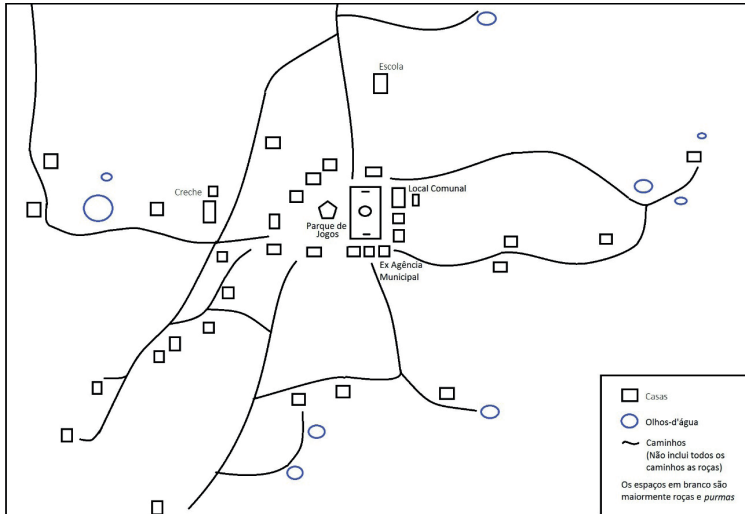 Escola
Creche
Local Comunal
Parque de
Jogos
Ex Agência
Municipal
Casas
Olhos-d'água
Caminhos
(Não inclui todos os
caminhos as roças)
Os espaços em branco são
maiormente roças e purmas